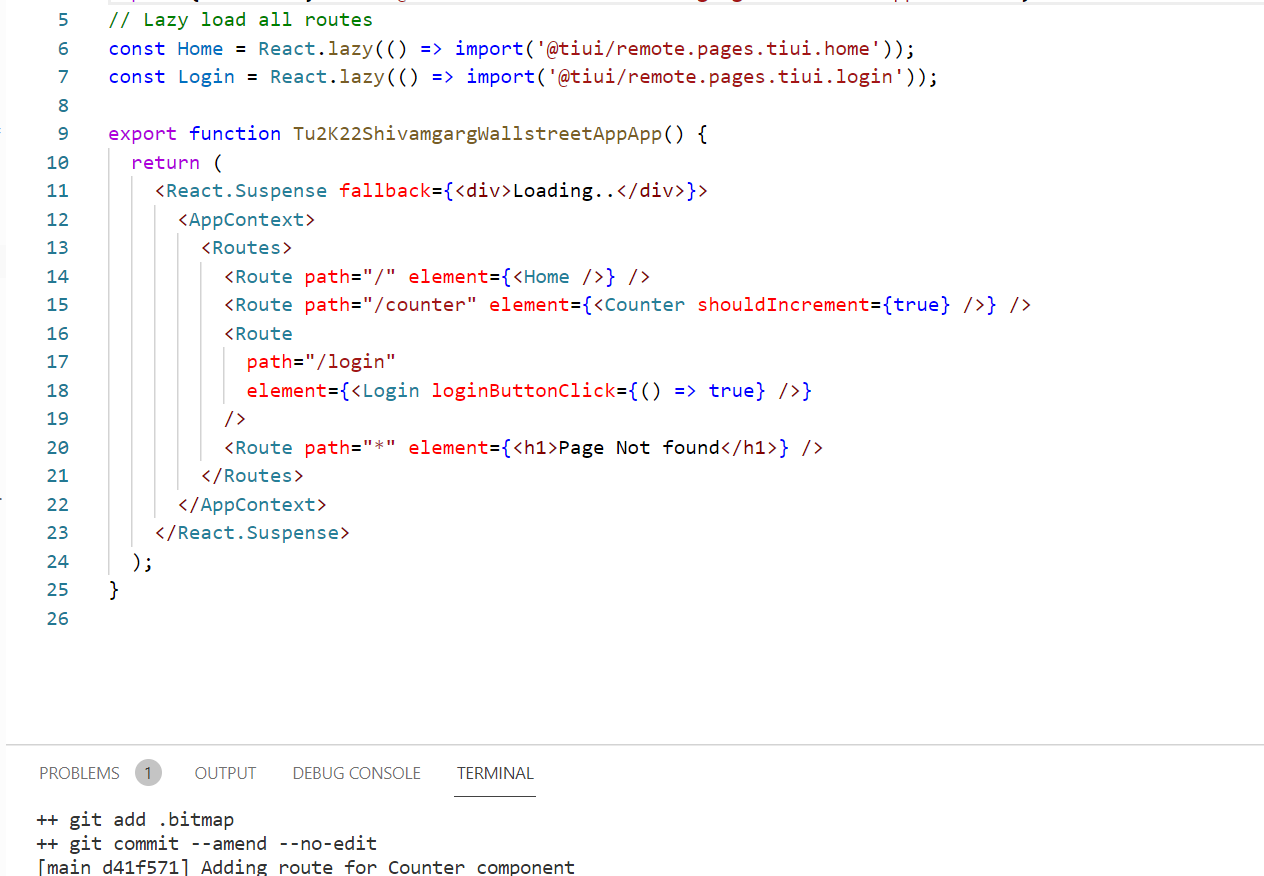 5 // Lazy load all routes
6 const Home = React.lazy(() => import('@tiui/remote.pages.tiui.home'));
7 const Login = React.lazy(() => import('@tiui/remote.pages.tiui.login'));
8
9 export function Tu2K22ShivamgargWallstreetAppApp() {
10 return (
11 <React.Suspense fallback={<div>Loading..</div>}>
12 <AppContext>
13 <Routes>
14 <Route path="/" element={<Home />} />
15 <Route path="/counter" element={<Counter shouldIncrement={true} />} />
16 <Route
17 path="/login"
18 element={<Login loginButtonClick={() => true} />}
19 />
20 <Route path="*" element={<h1>Page Not found</h1>} />
21 </Routes>
22 </AppContext>
23 </React.Suspense>
24 );
25 }
26
PROBLEMS 1 OUTPUT DEBUG CONSOLE TERMINAL
++ git add .bitmap
++ git commit --amend --no-edit
[main d41f571] Adding route for Counter component